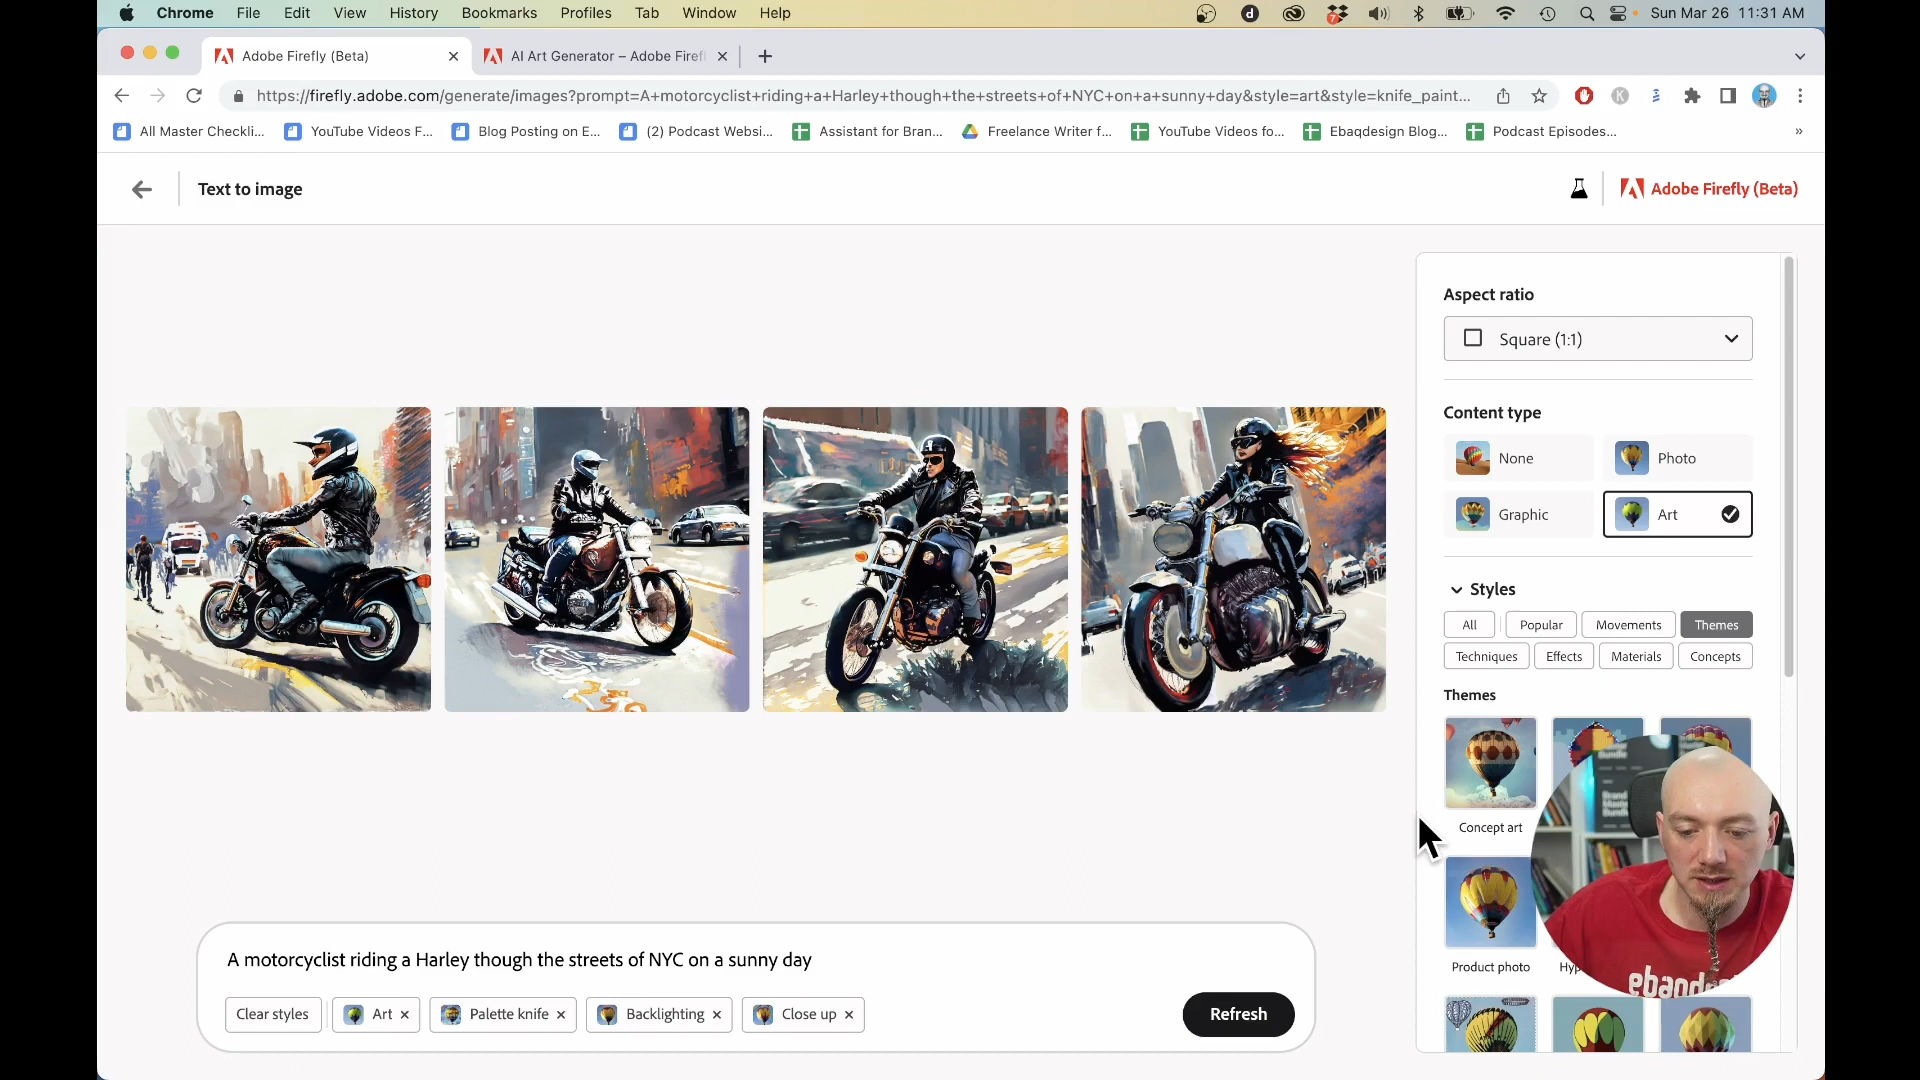 Chrome File Edit View History Bookmarks Profiles Tab Window Help
7
Sun Mar 26 11:31 AM
Adobe Firefly (Beta)
AI Art Generator – Adobe Firefl
https://firefly.adobe.com/generate/images?prompt=A+motorcyclist+riding+a+Harley+though+the+streets+of+NYC+on+a+sunny+day&style=art&style=knife_paint...
All Master Checkli... YouTube Videos F... Blog Posting on E... (2) Podcast Websi... Assistant for Bran... Freelance Writer f... YouTube Videos fo... Ebaqdesign Blog... Podcast Episodes... »
Text to image
Adobe Firefly (Beta)
Aspect ratio
Square (1:1)
Content type
None Photo
Graphic Art
Styles
All Popular Movements Themes
Techniques Effects Materials Concepts
Themes
Concept art
Product photo Hyp
A motorcyclist riding a Harley though the streets of NYC on a sunny day
Clear styles Art Palette knife Backlighting Close up
Refresh